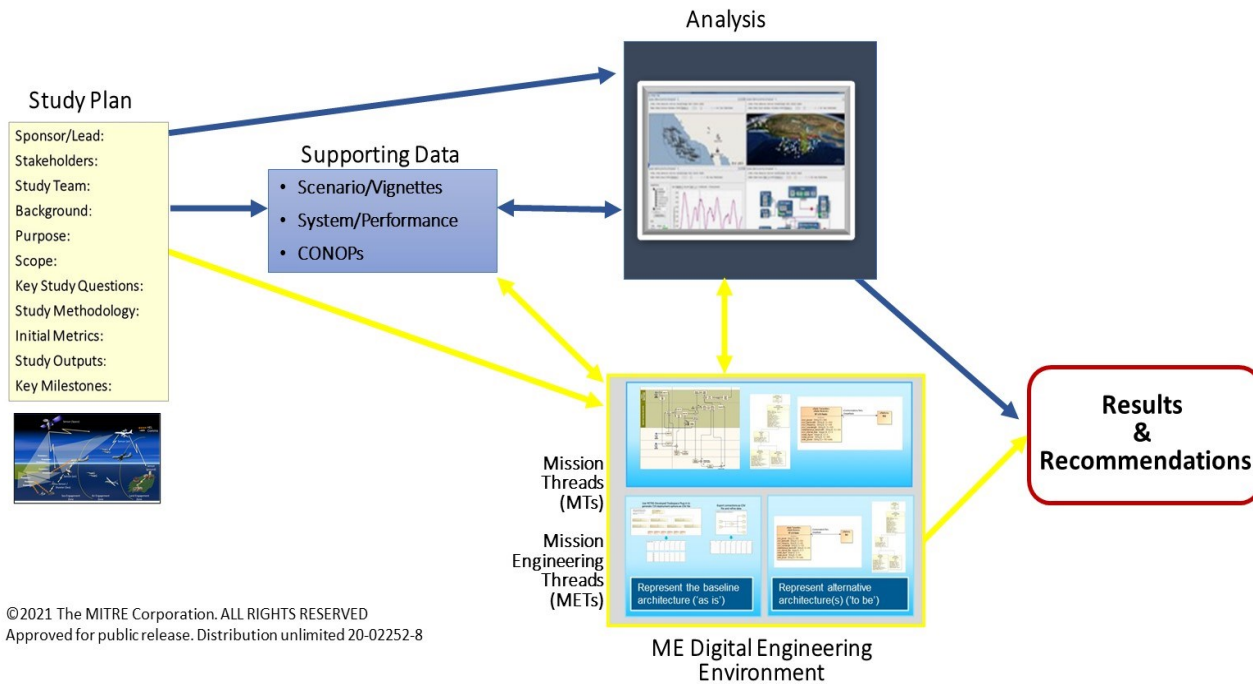 Analysis
Study Plan
Sponsor/Lead:
Stakeholders:
Study Team:
Background:
Purpose:
Scope:
Key Study Questions:
Study Methodology:
Initial Metrics:
Study Outputs:
Key Milestones:
Supporting Data
• Scenario/Vignettes
• System/Performance
• CONOPs
Results
&
Recommendations
Mission
Threads
(MTs)
Mission
Engineering
Threads
(METs)
Represent the baseline
architecture ('as is')
Represent alternative
architecture(s) ('to be')
ME Digital Engineering
Environment
©2021 The MITRE Corporation. ALL RIGHTS RESERVED
Approved for public release. Distribution unlimited 20-02252-8